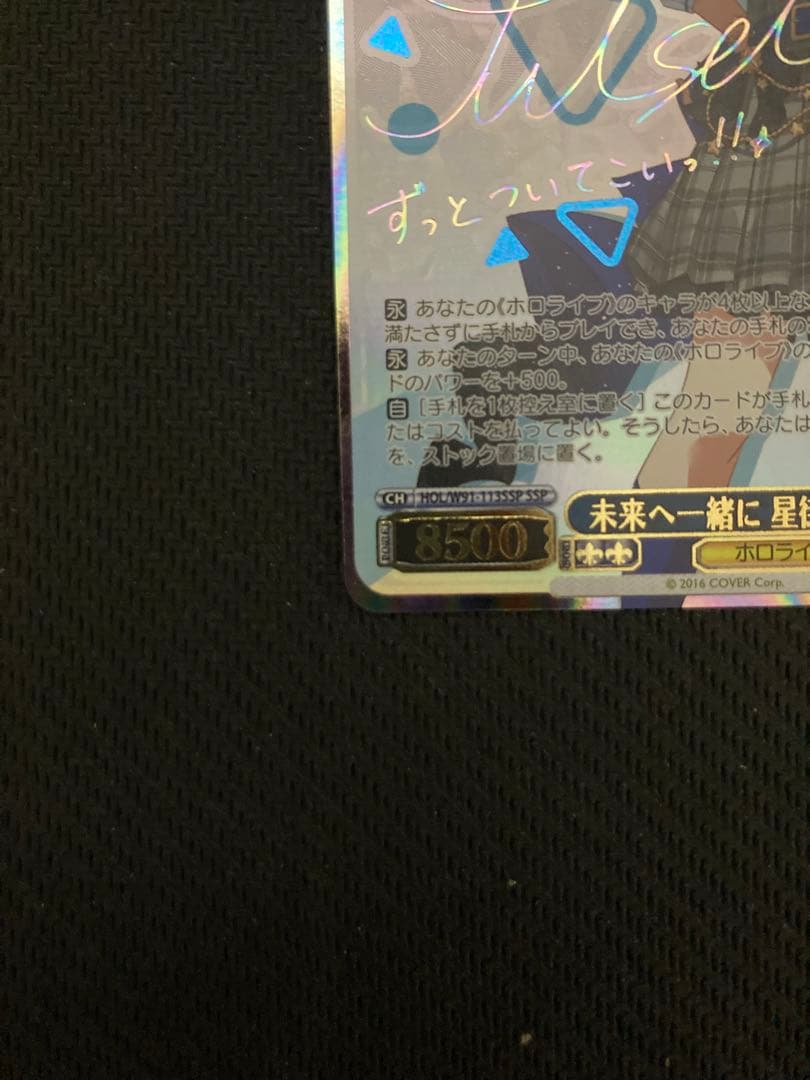 ずっとついてこいっ!!
永 あなたの《ホロライブ》のキャラが4枚以上な
満たさずに手札からプレイでき、あなたの手札の
永 あなたのターン中、あなたの《ホロライブ》の
ドのパワーを+500。
自 [手札を1枚控え室に置く] このカードが手札
たはコストを払ってよい。そうしたら、あなたは
を、ストック置場に置く。
CH HOL/W91-113SSP SSP
未来へ一緒に 星街
POWER 8500 SOUL ホロライ
© 2016 COVER Corp.